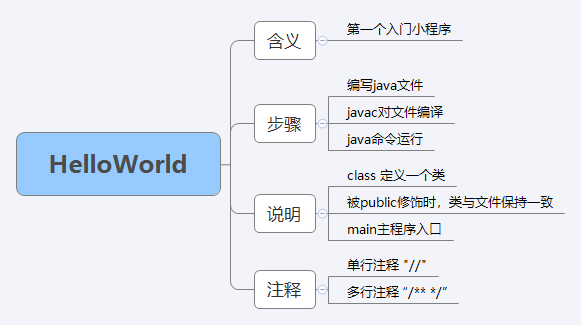 HelloWorld
含义
第一个入门小程序
步骤
编写java文件
javac对文件编译
java命令运行
说明
class 定义一个类
被public修饰时，类与文件保持一致
main主程序入口
注释
单行注释 "//"
多行注释 “/** */”